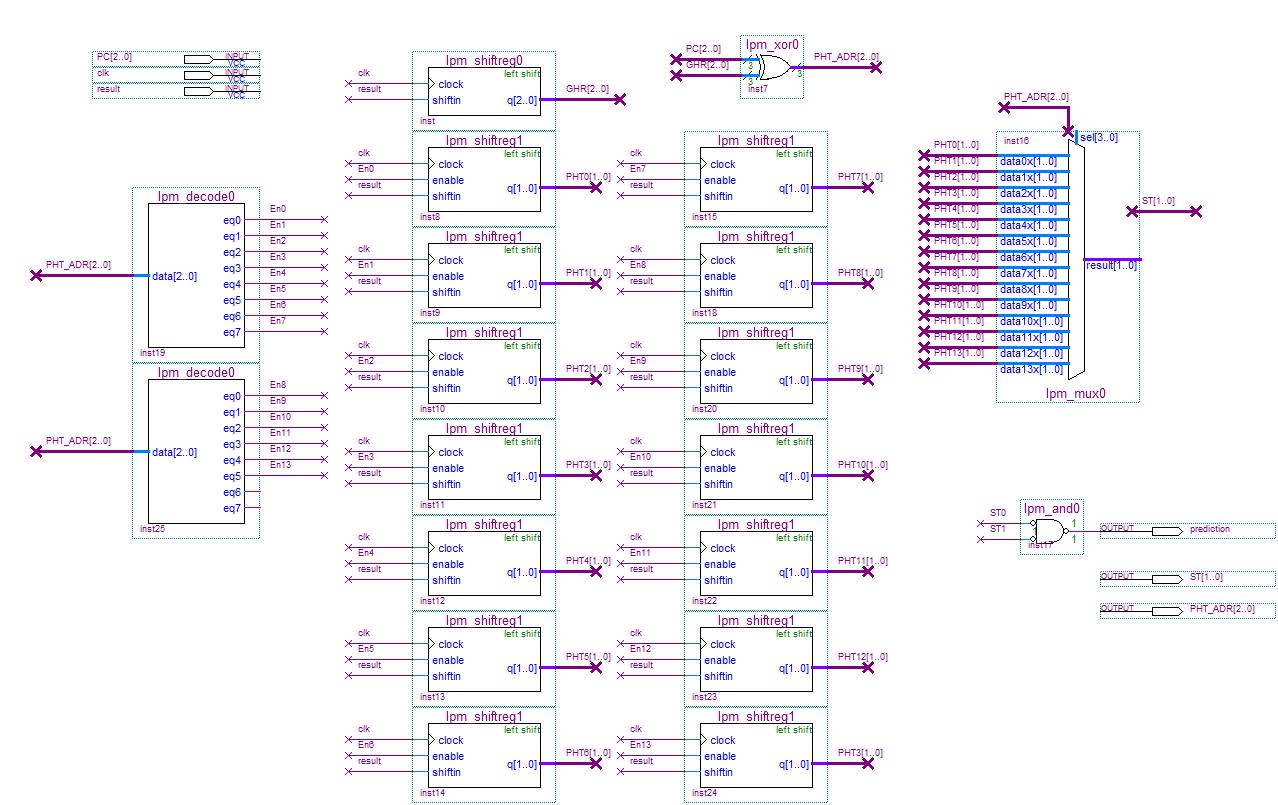 PC[2..0] INPUT VCC
clk INPUT VCC
result INPUT VCC
lpm_decode0
PHT_ADR[2..0] data[2..0]
eq0 En0
eq1 En1
eq2 En2
eq3 En3
eq4 En4
eq5 En5
eq6 En6
eq7 En7
inst19
lpm_decode0
PHT_ADR[2..0] data[2..0]
eq0 En8
eq1 En9
eq2 En10
eq3 En11
eq4 En12
eq5 En13
eq6
eq7
inst25
lpm_shiftreg0
left shift
clk clock
result shiftin q[2..0] GHR[2..0]
inst
lpm_shiftreg1
left shift
clk clock
En0 enable q[1..0] PHT0[1..0]
result shiftin
inst8
lpm_shiftreg1
left shift
clk clock
En1 enable q[1..0] PHT1[1..0]
result shiftin
inst9
lpm_shiftreg1
left shift
clk clock
En2 enable q[1..0] PHT2[1..0]
result shiftin
inst10
lpm_shiftreg1
left shift
clk clock
En3 enable q[1..0] PHT3[1..0]
result shiftin
inst11
lpm_shiftreg1
left shift
clk clock
En4 enable q[1..0] PHT4[1..0]
result shiftin
inst12
lpm_shiftreg1
left shift
clk clock
En5 enable q[1..0] PHT5[1..0]
result shiftin
inst13
lpm_shiftreg1
left shift
clk clock
En6 enable q[1..0] PHT6[1..0]
result shiftin
inst14
lpm_xor0
PC[2..0] 3
GHR[2..0] 3
3 PHT_ADR[2..0]
inst7
lpm_shiftreg1
left shift
clk clock
En7 enable q[1..0] PHT7[1..0]
result shiftin
inst15
lpm_shiftreg1
left shift
clk clock
En8 enable q[1..0] PHT8[1..0]
result shiftin
inst18
lpm_shiftreg1
left shift
clk clock
En9 enable q[1..0] PHT9[1..0]
result shiftin
inst20
lpm_shiftreg1
left shift
clk clock
En10 enable q[1..0] PHT10[1..0]
result shiftin
inst21
lpm_shiftreg1
left shift
clk clock
En11 enable q[1..0] PHT11[1..0]
result shiftin
inst22
lpm_shiftreg1
left shift
clk clock
En12 enable q[1..0] PHT12[1..0]
result shiftin
inst23
lpm_shiftreg1
left shift
clk clock
En13 enable q[1..0] PHT3[1..0]
result shiftin
inst24
PHT_ADR[2..0]
inst16 sel[3..0]
PHT0[1..0] data0x[1..0]
PHT1[1..0] data1x[1..0]
PHT2[1..0] data2x[1..0]
PHT3[1..0] data3x[1..0]
PHT4[1..0] data4x[1..0]
PHT5[1..0] data5x[1..0]
PHT6[1..0] data6x[1..0]
PHT7[1..0] data7x[1..0]
PHT8[1..0] data8x[1..0]
PHT9[1..0] data9x[1..0]
PHT10[1..0] data10x[1..0]
PHT11[1..0] data11x[1..0]
PHT12[1..0] data12x[1..0]
PHT13[1..0] data13x[1..0]
ST[1..0]
result[1..0]
lpm_mux0
lpm_and0
ST0 1
ST1 1
inst17
OUTPUT prediction
OUTPUT ST[1..0]
OUTPUT PHT_ADR[2..0]